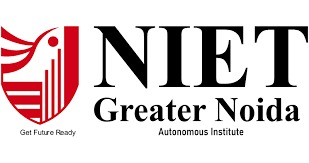 NIET
Greater Noida
Get Future Ready
Autonomous Institute